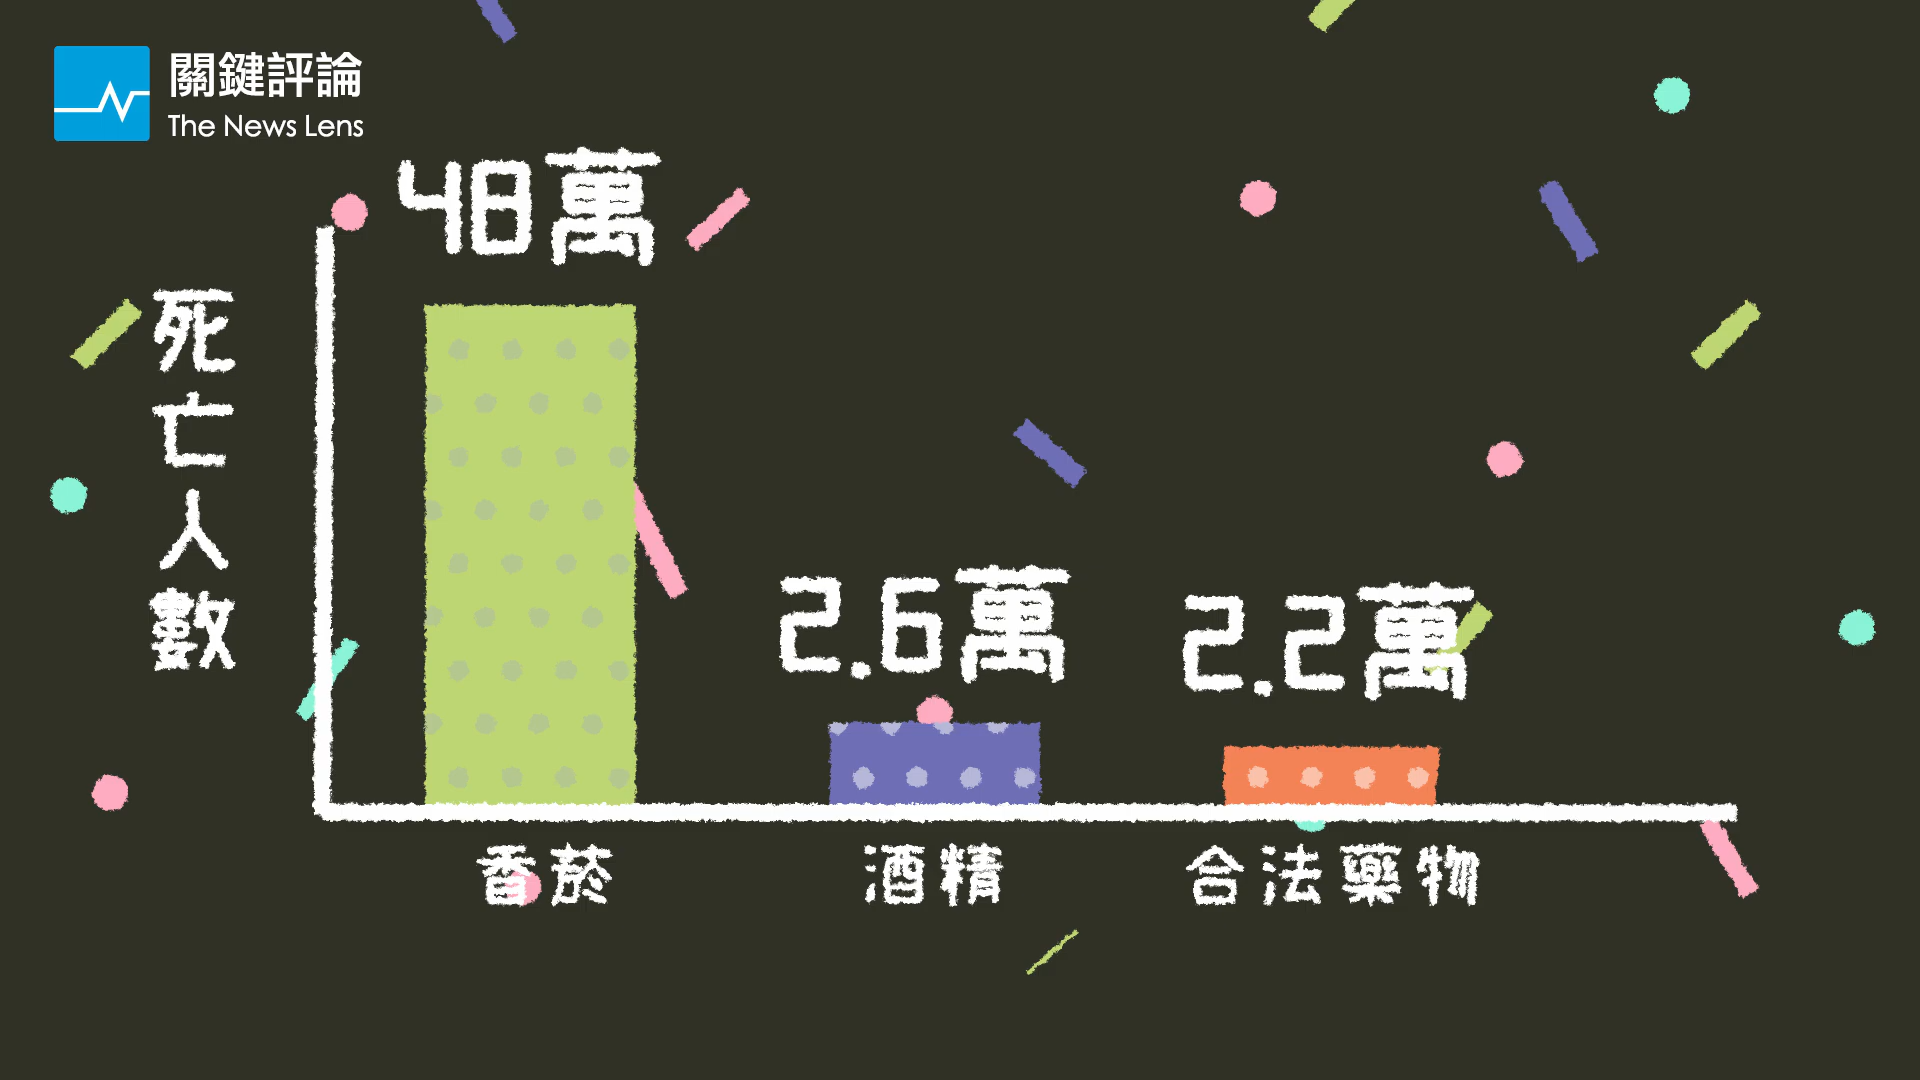 關鍵評論
The News Lens
48萬
死亡人數
2.6萬
2.2萬
香菸
酒精
合法藥物